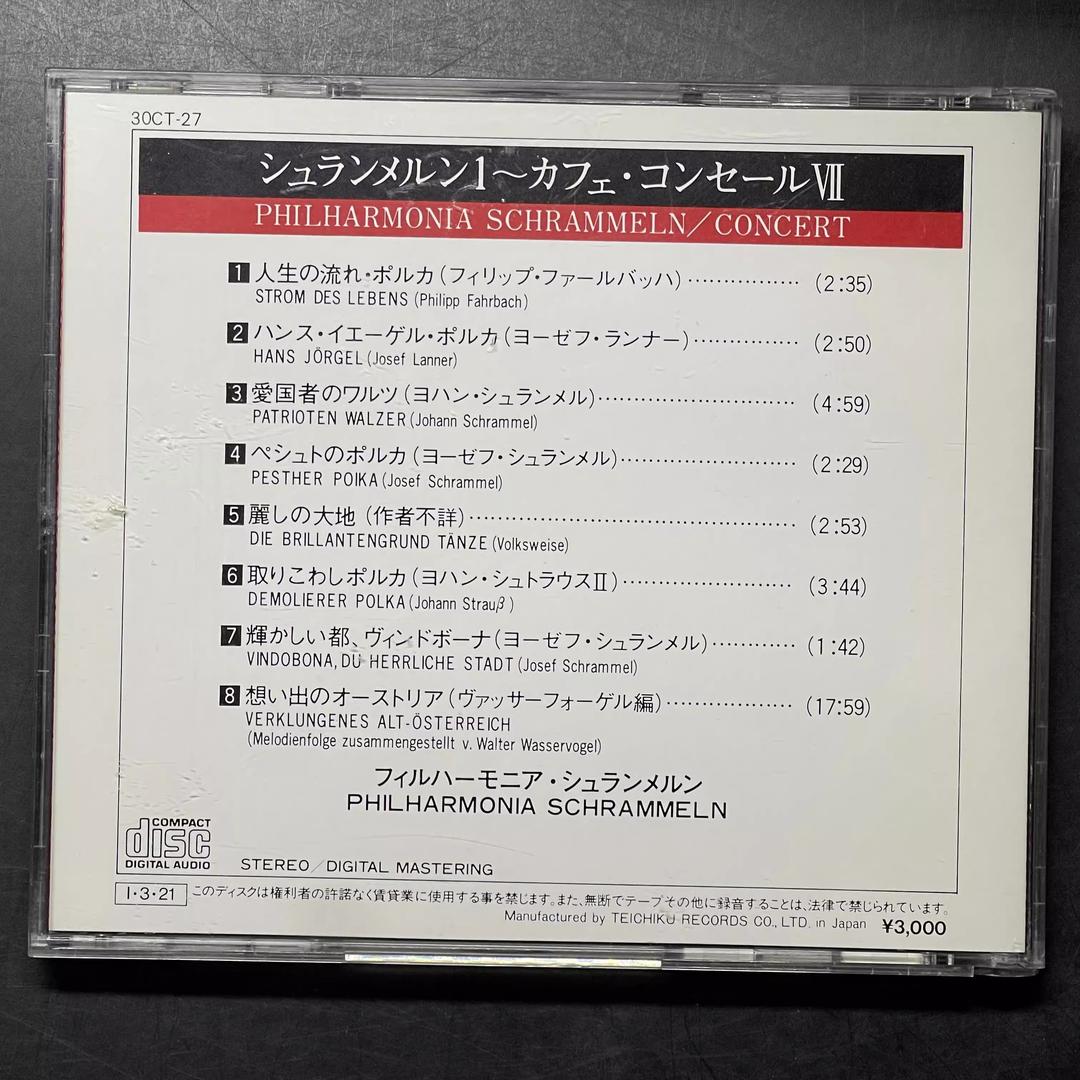 30CT-27
シュランメルン1～カフェ・コンセールⅦ
PHILHARMONIA SCHRAMMELN/CONCERT
1 人生の流れ・ポルカ(フィリップ・ファールバッハ) ‥‥‥‥‥‥‥ (2:35)
STROM DES LEBENS (Philipp Fahrbach)
2 ハンス・イエーゲル・ポルカ(ヨーゼフ・ランナー) ‥‥‥‥‥‥‥ (2:50)
HANS JÖRGEL (Josef Lanner)
3 愛国者のワルツ(ヨハン・シュランメル) ‥‥‥‥‥‥‥‥‥‥‥‥‥ (4:59)
PATRIOTEN WALZER (Johann Schrammel)
4 ペシュトのポルカ(ヨーゼフ・シュランメル) ‥‥‥‥‥‥‥‥‥‥‥‥ (2:29)
PESTHER POIKA (Josef Schrammel)
5 麗しの大地(作者不詳) ‥‥‥‥‥‥‥‥‥‥‥‥‥‥‥‥‥‥‥‥‥‥ (2:53)
DIE BRILLANTENGRUND TÄNZE (Volksweise)
6 取りこわしポルカ(ヨハン・シュトラウスⅡ) ‥‥‥‥‥‥‥‥‥‥‥‥ (3:44)
DEMOLIERER POLKA (Johann Strauβ)
7 輝かしい都、ヴィンドボーナ(ヨーゼフ・シュランメル) ‥‥‥‥‥‥ (1:42)
VINDOBONA, DU HERRLICHE STADT (Josef Schrammel)
8 想い出のオーストリア(ヴァッサーフォーゲル編) ‥‥‥‥‥‥‥‥‥ (17:59)
VERKLUNGENES ALT-ÖSTERREICH
(Melodienfolge zusammengestellt v. Walter Wasservogel)
フィルハーモニア・シュランメルン
PHILHARMONIA SCHRAMMELN
COMPACT
disc
DIGITAL AUDIO
STEREO/DIGITAL MASTERING
I・3・21 このディスクは権利者の許諾なく賃貸業に使用する事を禁じます。また、無断でテープその他に録音することは、法律で禁じられています。
Manufactured by TEICHIKU RECORDS CO., LTD. in Japan ¥3,000